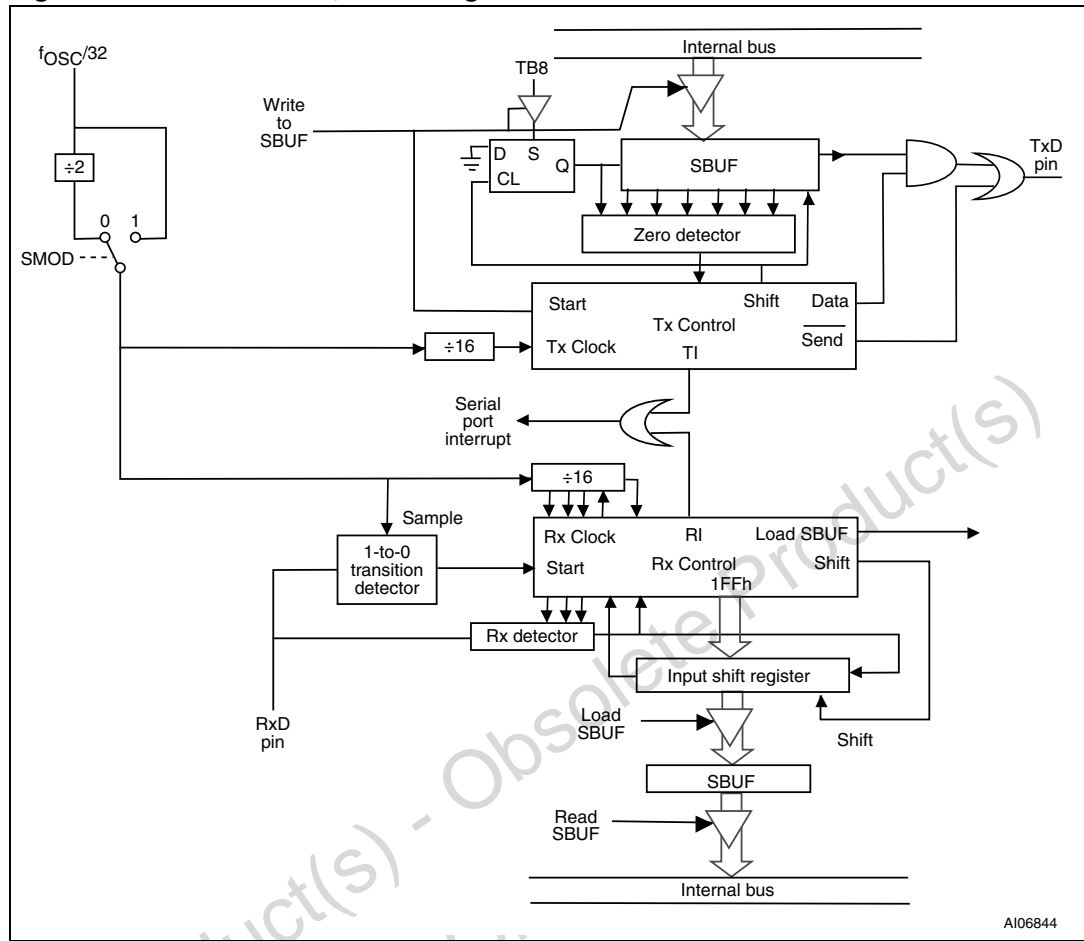 Internal bus
fOSC/32
TB8
Write
to
SBUF
D S
Q
CL
SBUF
TxD
pin
÷2
0 1
SMOD
Zero detector
Start
Shift
Data
Tx Control
Send
÷16
Tx Clock
TI
Serial
port
interrupt
÷16
Sample
1-to-0
transition
detector
Rx Clock
RI
Load SBUF
Start
Rx Control
Shift
1FFh
Rx detector
Input shift register
RxD
pin
Load
SBUF
Shift
SBUF
Read
SBUF
Internal bus
AI06844
Product(s) - Obsolete Product(s)